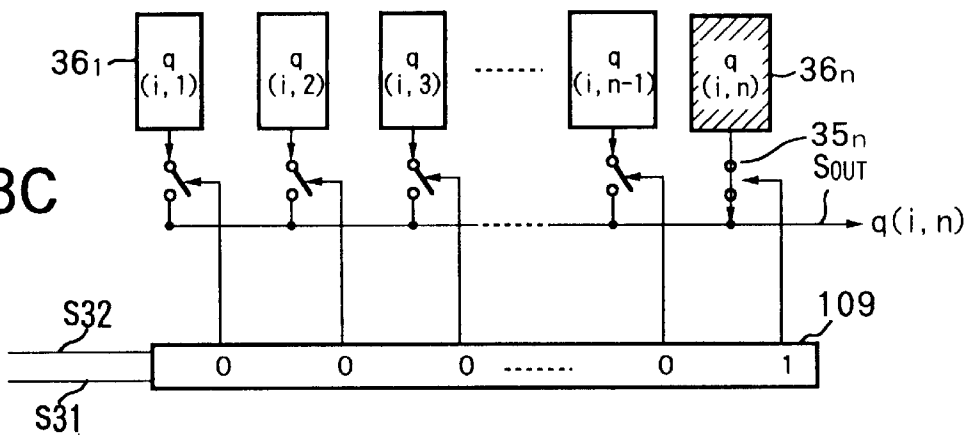 36₁
q
(i,1)
q
(i,2)
q
(i,3)
........
q
(i,n-1)
q
(i,n)
36ₙ
35ₙ
SOUT
3C
q(i,n)
S32
S31
109
0 0 0 ........ 0 1